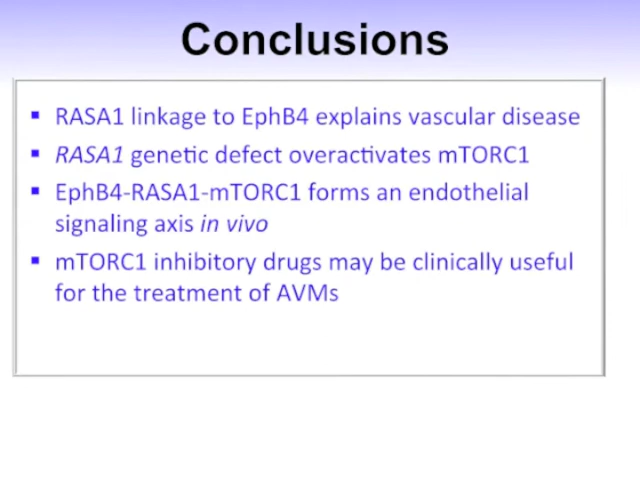 Conclusions
▪ RASA1 linkage to EphB4 explains vascular disease
▪ RASA1 genetic defect overactivates mTORC1
▪ EphB4-RASA1-mTORC1 forms an endothelial
signaling axis in vivo
▪ mTORC1 inhibitory drugs may be clinically useful
for the treatment of AVMs